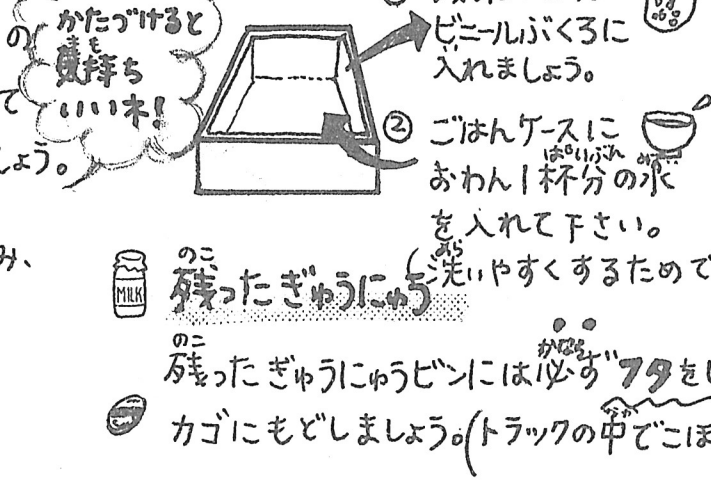 かたづけると
気持ち
いいネ!
の
て
ょう。
み、
ビニールぶくろに
入れましょう。
② ごはんケースに
おわん1杯分の水
を入れて下さい。
(洗いやすくするためで
MILK
残ったぎゅうにゅう
残ったぎゅうにゅうビンには必ずフタを
カゴにもどしましょう。(トラックの中でこぼ